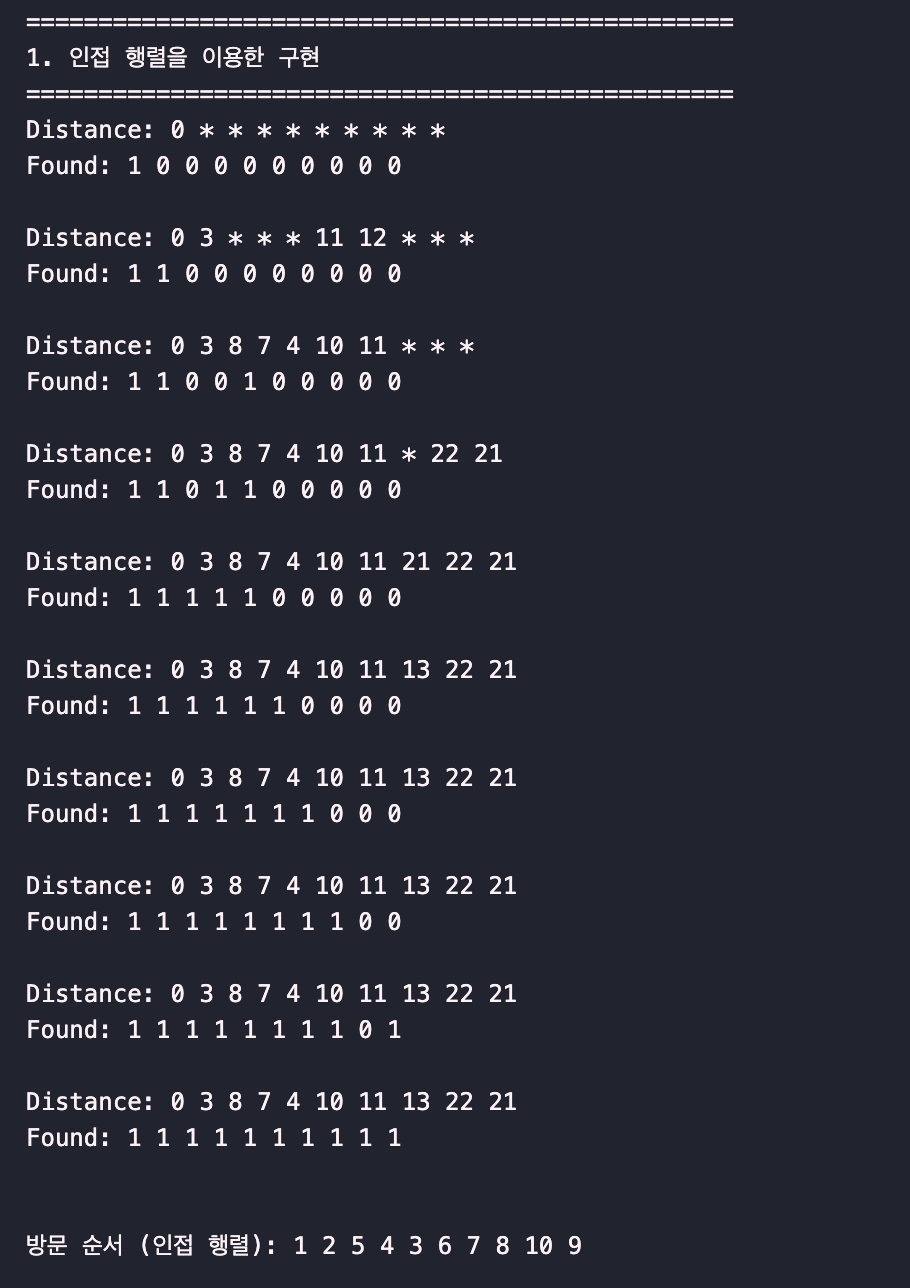 =================================================
1. 인접 행렬을 이용한 구현
=================================================
Distance: 0 * * * * * * * * *
Found: 1 0 0 0 0 0 0 0 0 0
Distance: 0 3 * * * 11 12 * * *
Found: 1 1 0 0 0 0 0 0 0 0
Distance: 0 3 8 7 4 10 11 * * *
Found: 1 1 0 0 1 0 0 0 0 0
Distance: 0 3 8 7 4 10 11 * 22 21
Found: 1 1 0 1 1 0 0 0 0 0
Distance: 0 3 8 7 4 10 11 21 22 21
Found: 1 1 1 1 1 0 0 0 0 0
Distance: 0 3 8 7 4 10 11 13 22 21
Found: 1 1 1 1 1 1 0 0 0 0
Distance: 0 3 8 7 4 10 11 13 22 21
Found: 1 1 1 1 1 1 1 0 0 0
Distance: 0 3 8 7 4 10 11 13 22 21
Found: 1 1 1 1 1 1 1 1 0 0
Distance: 0 3 8 7 4 10 11 13 22 21
Found: 1 1 1 1 1 1 1 1 0 1
Distance: 0 3 8 7 4 10 11 13 22 21
Found: 1 1 1 1 1 1 1 1 1 1
방문 순서 (인접 행렬): 1 2 5 4 3 6 7 8 10 9